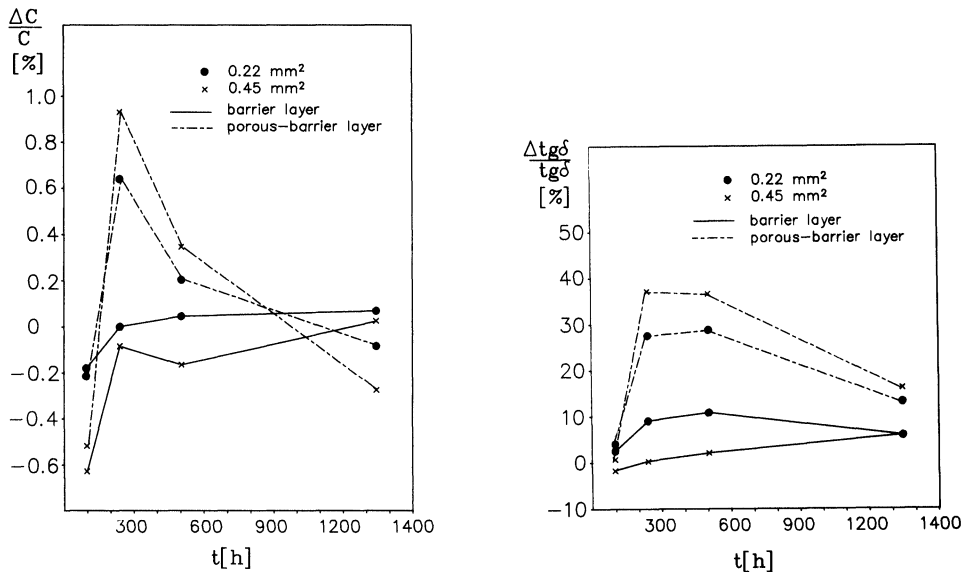 ΔC
C
[%]
0.22 mm²
0.45 mm²
barrier layer
porous-barrier layer
1.0
0.8
0.6
0.4
0.2
0
-0.2
-0.4
-0.6
300 600 900 1200 1400
t[h]
Δtgδ
tgδ
[%]
0.22 mm²
0.45 mm²
barrier layer
porous-barrier layer
50
40
30
20
10
0
-10
300 600 900 1200 1400
t[h]